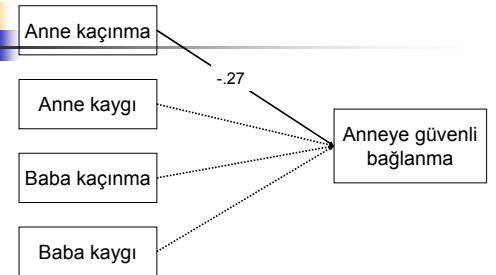 Anne kaçınma
-.27
Anne kaygı
Anneye güvenli
bağlanma
Baba kaçınma
Baba kaygı